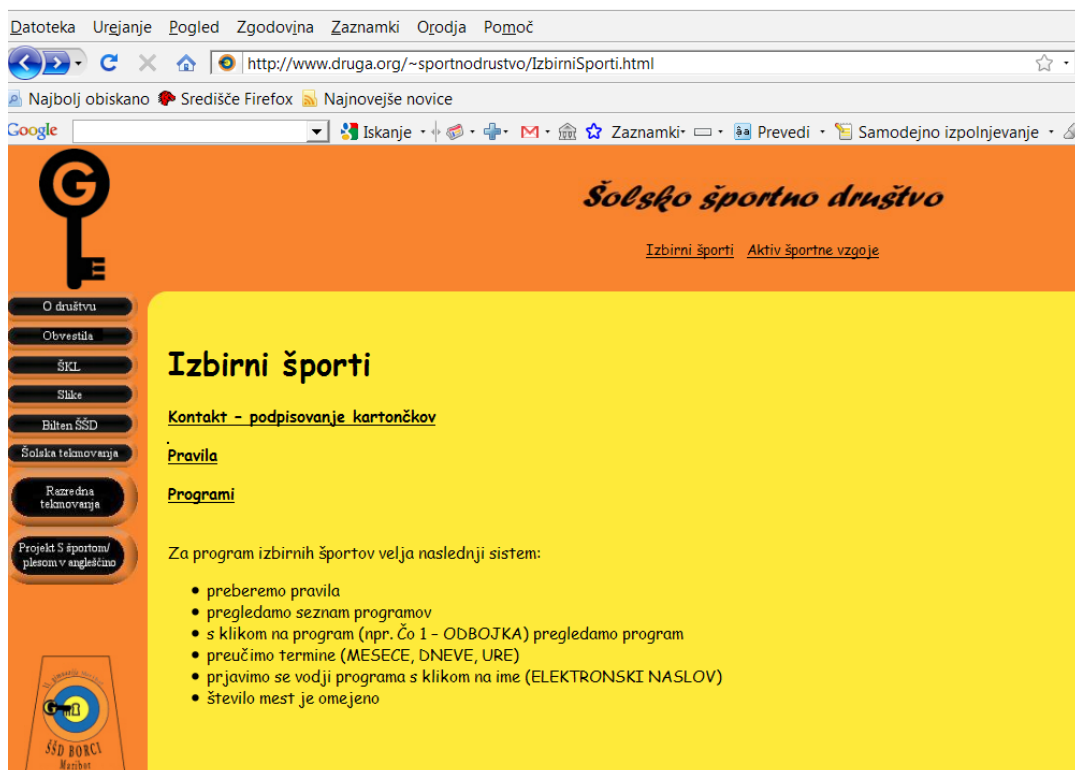 Datoteka Urejanje Pogled Zgodovina Zaznamki Orodja Pomoč
http://www.druga.org/~sportnodrustvo/IzbirniSporti.html
Najbolj obiskano Središče Firefox Najnovejše novice
Google Iskanje Zaznamki Prevedi Samodejno izpolnjevanje
G
Šolsko športno društvo
Izbirni športi Aktiv športne vzgoje
O društvu
Obvestila
ŠKL
Slike
Bilten ŠŠD
Šolska tekmovanja
Razredna
tekmovanja
Projekt S športom/
plesom v angleščino
Izbirni športi
Kontakt - podpisovanje kartončkov
Pravila
Programi
Za program izbirnih športov velja naslednji sistem:
preberemo pravila
pregledamo seznam programov
s klikom na program (npr. Čo 1 - ODBOJKA) pregledamo program
preučimo termine (MESECE, DNEVE, URE)
prjavimo se vodji programa s klikom na ime (ELEKTRONSKI NASLOV)
število mest je omejeno
G
ŠŠD BORCI
Maribor